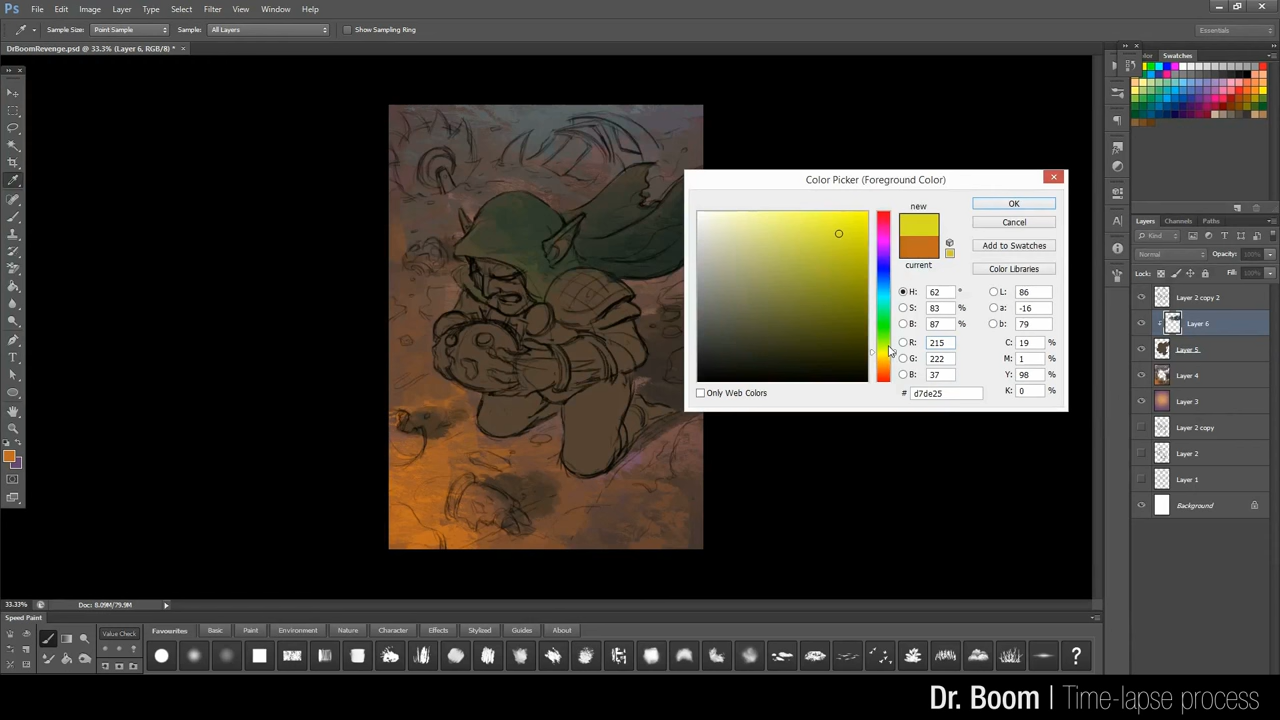 Ps File Edit Image Layer Type Select Filter View Window Help
Sample Size: Point Sample Sample: All Layers Show Sampling Ring Essentials
DrBoomRevenge.psd @ 33.3% (Layer 6, RGB/8) * ×
Swatches
Color Picker (Foreground Color)
new
current
OK
Cancel
Add to Swatches
Color Libraries
H: 62 ° L: 86
S: 83 % a: -16
B: 87 % b: 79
R: 215 C: 19 %
G: 222 M: 1 %
B: 37 Y: 98 %
# d7de25 K: 0 %
Only Web Colors
Layers Channels Paths
Kind
Normal Opacity: 100%
Lock: Fill: 100%
Layer 2 copy 2
Layer 6
Layer 5
Layer 4
Layer 3
Layer 2 copy
Layer 2
Layer 1
Background
33.33% Doc: 8.09M/79.9M
Speed Paint
Value Check
Favourites Basic Paint Environment Nature Character Effects Stylized Guides About
?
Dr. Boom | Time-lapse process